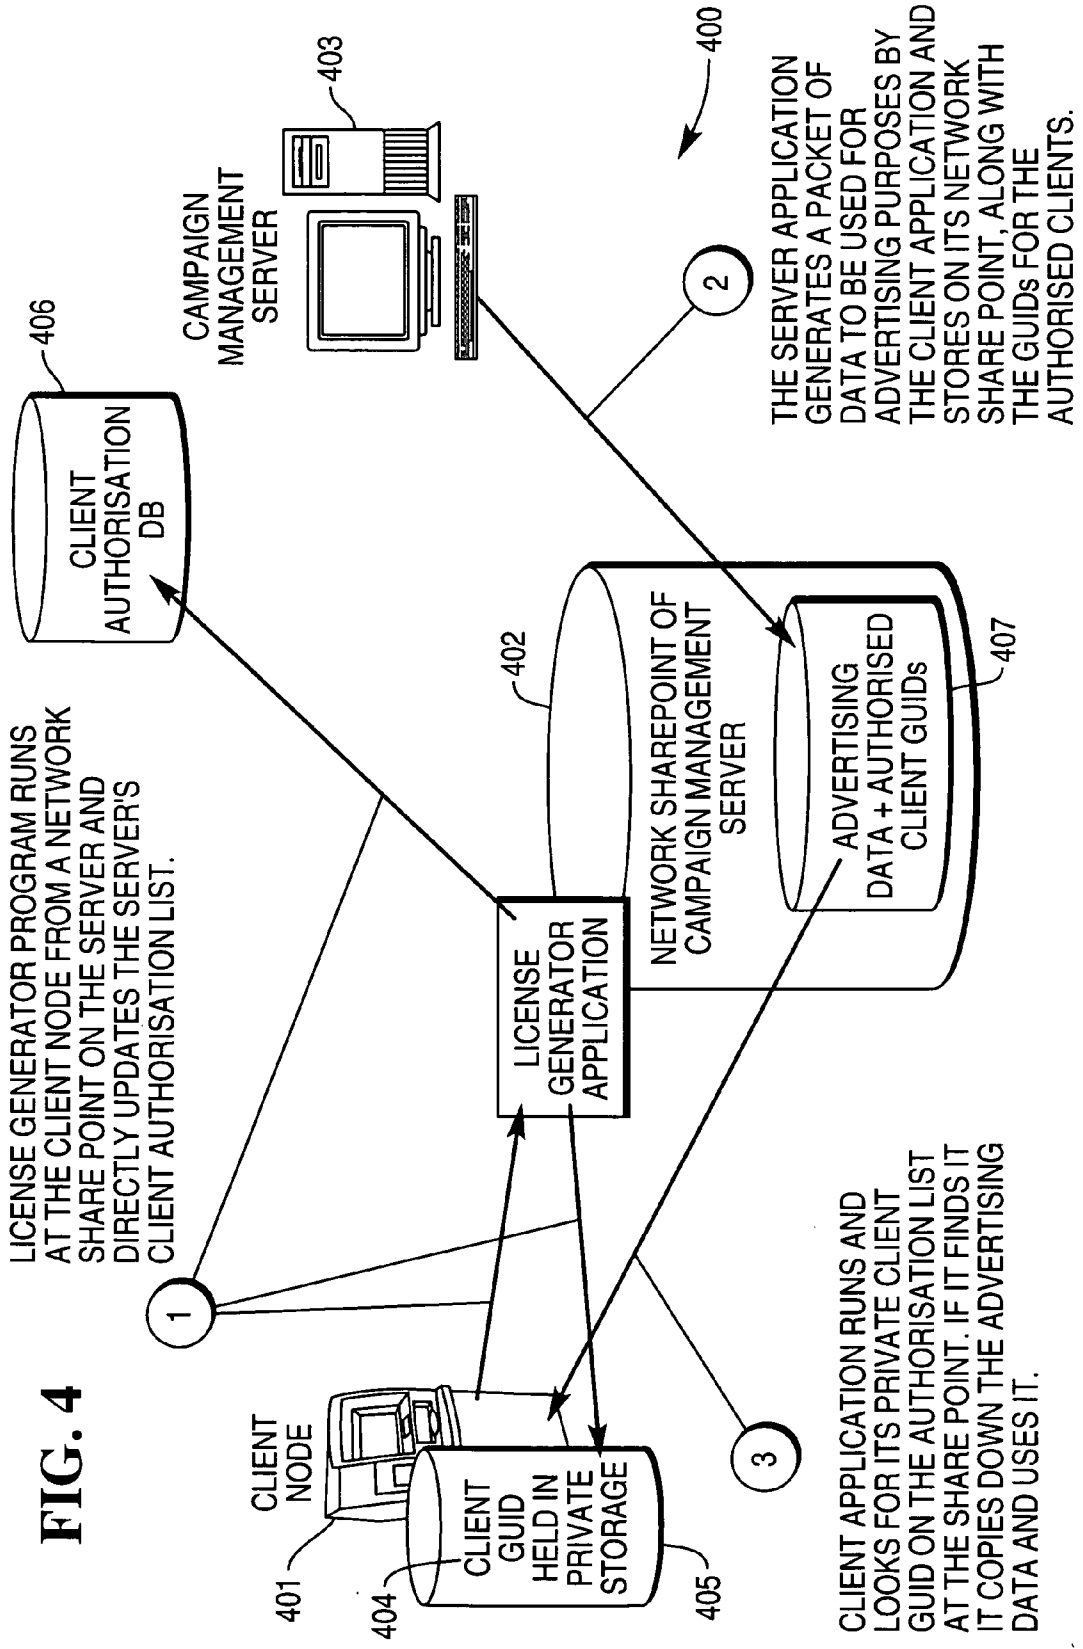 FIG. 4
LICENSE GENERATOR PROGRAM RUNS
AT THE CLIENT NODE FROM A NETWORK
SHARE POINT ON THE SERVER AND
DIRECTLY UPDATES THE SERVER'S
CLIENT AUTHORISATION LIST.
1
CLIENT
NODE
401
404
CLIENT
GUID
HELD IN
PRIVATE
STORAGE
405
LICENSE
GENERATOR
APPLICATION
CLIENT
AUTHORISATION
DB
406
CAMPAIGN
MANAGEMENT
SERVER
403
402
NETWORK SHAREPOINT OF
CAMPAIGN MANAGEMENT
SERVER
ADVERTISING
DATA + AUTHORISED
CLIENT GUIDs
407
400
2
THE SERVER APPLICATION
GENERATES A PACKET OF
DATA TO BE USED FOR
ADVERTISING PURPOSES BY
THE CLIENT APPLICATION AND
STORES ON ITS NETWORK
SHARE POINT, ALONG WITH
THE GUIDs FOR THE
AUTHORISED CLIENTS.
3
CLIENT APPLICATION RUNS AND
LOOKS FOR ITS PRIVATE CLIENT
GUID ON THE AUTHORISATION LIST
AT THE SHARE POINT. IF IT FINDS IT
IT COPIES DOWN THE ADVERTISING
DATA AND USES IT.